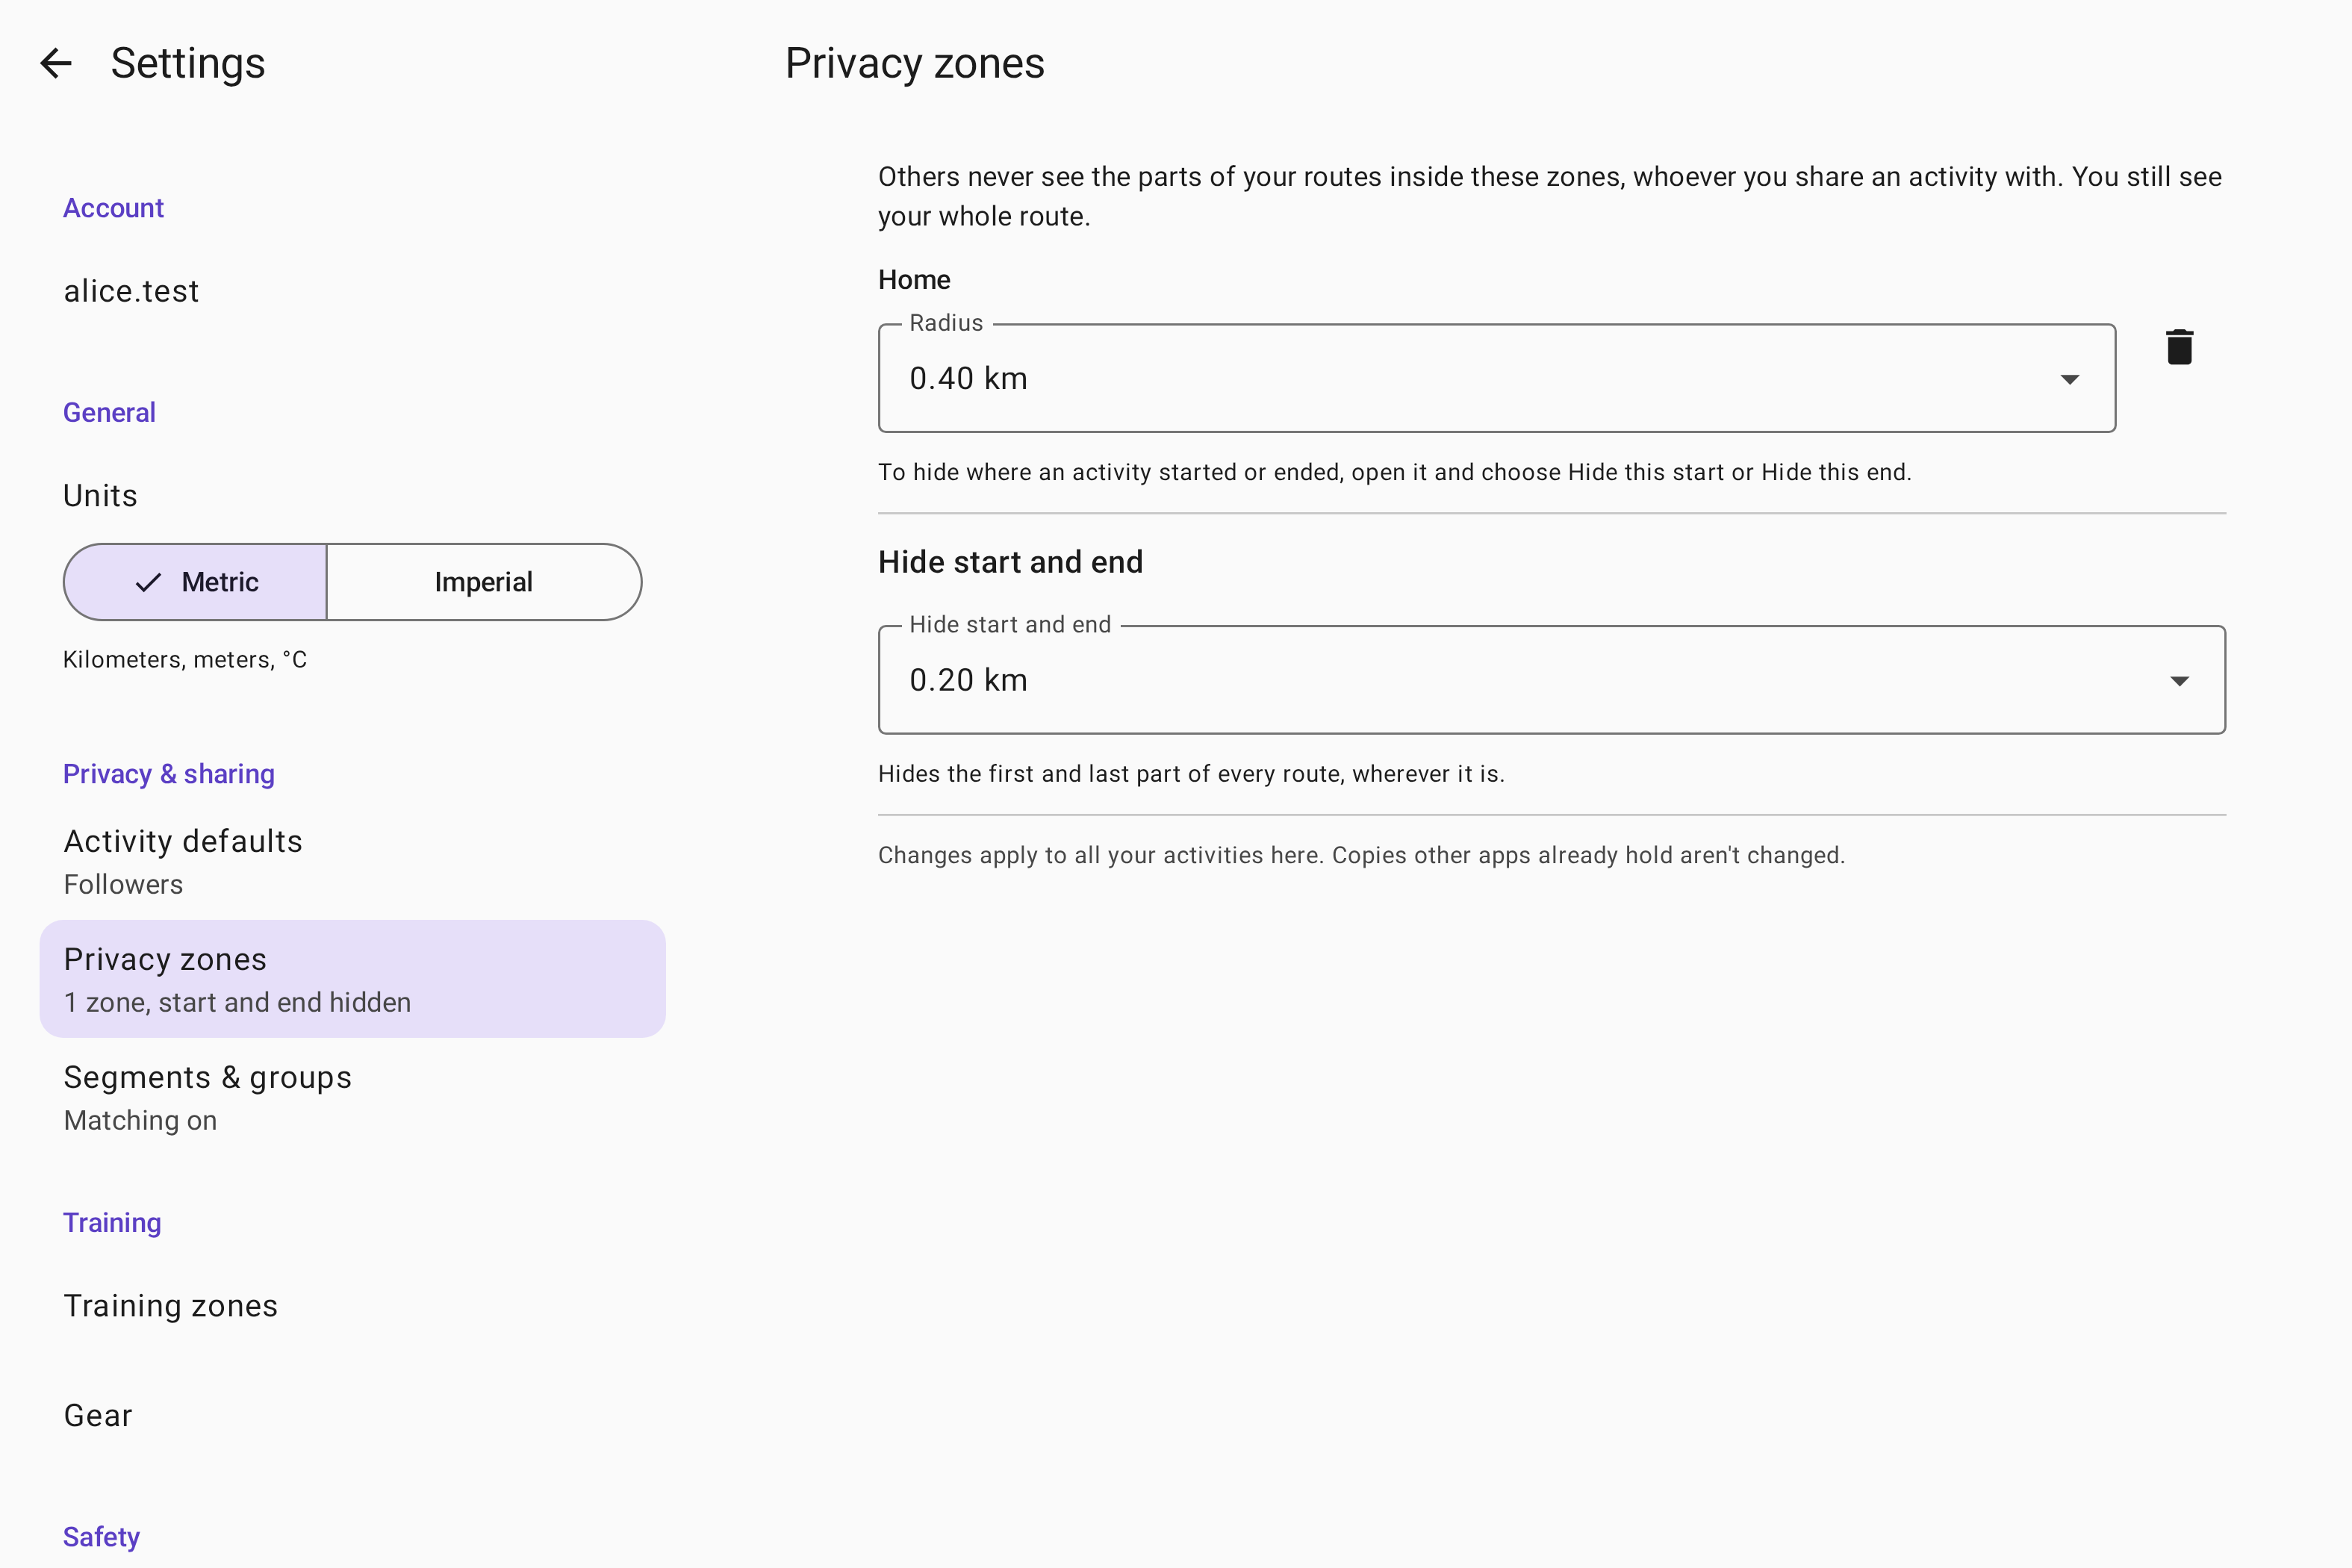 Settings
Account
alice.test
General
Units
Metric
Imperial
Kilometers, meters, °C
Privacy & sharing
Activity defaults
Followers
Privacy zones
1 zone, start and end hidden
Segments & groups
Matching on
Training
Training zones
Gear
Safety
Privacy zones
Others never see the parts of your routes inside these zones, whoever you share an activity with. You still see
your whole route.
Home
Radius
0.40 km
To hide where an activity started or ended, open it and choose Hide this start or Hide this end.
Hide start and end
Hide start and end
0.20 km
Hides the first and last part of every route, wherever it is.
Changes apply to all your activities here. Copies other apps already hold aren't changed.